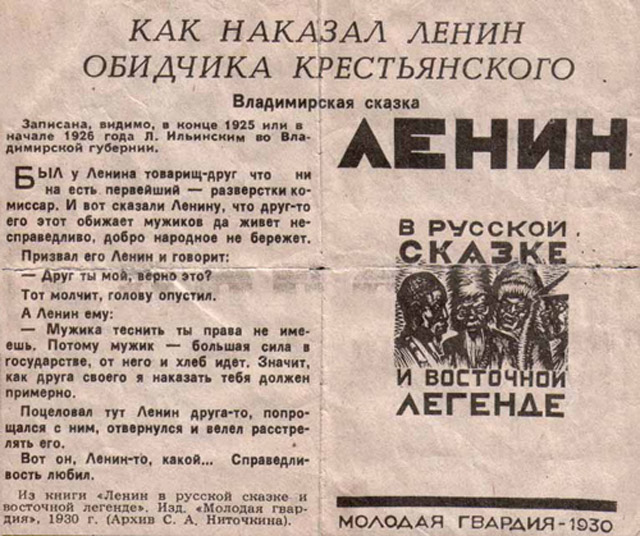 КАК НАКАЗАЛ ЛЕНИН
ОБИДЧИКА КРЕСТЬЯНСКОГО
Владимирская сказка
Записана, видимо, в конце 1925 или в
начале 1926 года Л. Ильинским во Вла-
димирской губернии.
БЫЛ у Ленина товарищ-друг что ни
на есть первейший — разверстки ко-
миссар. И вот сказали Ленину, что друг-то
его этот обижает мужиков да живет не-
справедливо, добро народное не бережет.
Призвал его Ленин и говорит:
— Друг ты мой, верно это?
Тот молчит, голову опустил.
А Ленин ему:
— Мужика теснить ты права не име-
ешь. Потому мужик — большая сила в
государстве, от него и хлеб идет. Значит,
как друга своего я наказать тебя должен
примерно.
Поцеловал тут Ленин друга-то, попро-
щался с ним, отвернулся и велел расстре-
лять его.
Вот он, Ленин-то, какой... Справедли-
вость любил.
Из книги «Ленин в русской сказке и
восточной легенде». Изд. «Молодая гвар-
дия», 1930 г. (Архив С. А. Ниточкина).
ЛЕНИН
В РУССКОЙ
СКАЗКЕ
И ВОСТОЧНОЙ
ЛЕГЕНДЕ
МОЛОДАЯ ГВАРДИЯ-1930